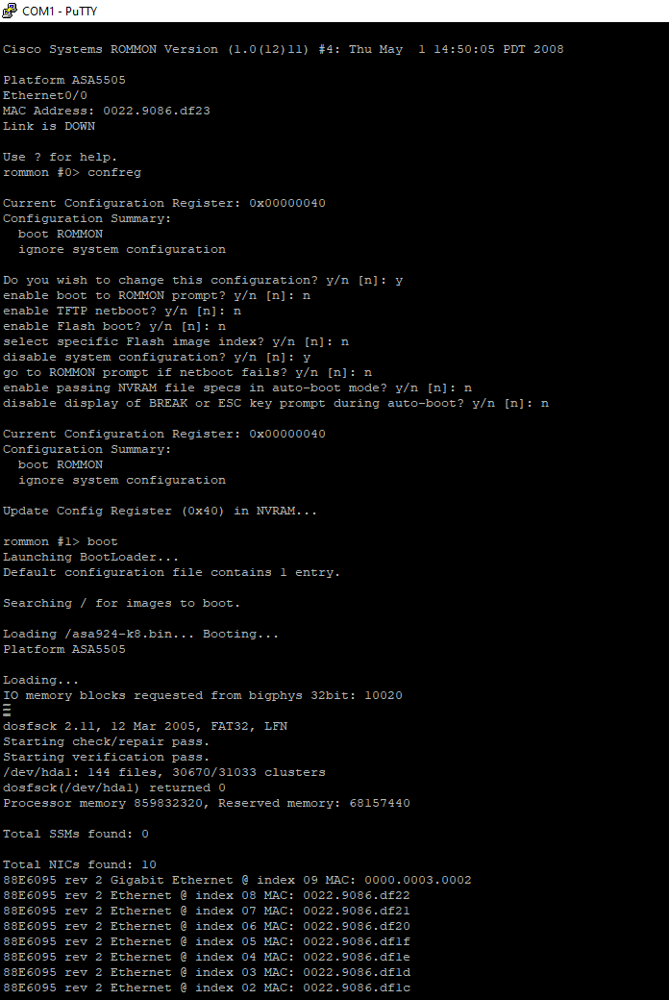 COM1 - PuTTY
Cisco Systems ROMMON Version (1.0(12)11) #4: Thu May  1 14:50:05 PDT 2008
Platform ASA5505
Ethernet0/0
MAC Address: 0022.9086.df23
Link is DOWN
Use ? for help.
rommon #0> confreg
Current Configuration Register: 0x00000040
Configuration Summary:
  boot ROMMON
  ignore system configuration
Do you wish to change this configuration? y/n [n]: y
enable boot to ROMMON prompt? y/n [n]: n
enable TFTP netboot? y/n [n]: n
enable Flash boot? y/n [n]: n
select specific Flash image index? y/n [n]: n
disable system configuration? y/n [n]: y
go to ROMMON prompt if netboot fails? y/n [n]: n
enable passing NVRAM file specs in auto-boot mode? y/n [n]: n
disable display of BREAK or ESC key prompt during auto-boot? y/n [n]: n
Current Configuration Register: 0x00000040
Configuration Summary:
  boot ROMMON
  ignore system configuration
Update Config Register (0x40) in NVRAM...
rommon #1> boot
Launching BootLoader...
Default configuration file contains 1 entry.
Searching / for images to boot.
Loading /asa924-k8.bin... Booting...
Platform ASA5505
Loading...
IO memory blocks requested from bigphys 32bit: 10020
dosfsck 2.11, 12 Mar 2005, FAT32, LFN
Starting check/repair pass.
Starting verification pass.
/dev/hda1: 144 files, 30670/31033 clusters
dosfsck(/dev/hda1) returned 0
Processor memory 859832320, Reserved memory: 68157440
Total SSMs found: 0
Total NICs found: 10
88E6095 rev 2 Gigabit Ethernet @ index 09 MAC: 0000.0003.0002
88E6095 rev 2 Ethernet @ index 08 MAC: 0022.9086.df22
88E6095 rev 2 Ethernet @ index 07 MAC: 0022.9086.df21
88E6095 rev 2 Ethernet @ index 06 MAC: 0022.9086.df20
88E6095 rev 2 Ethernet @ index 05 MAC: 0022.9086.df1f
88E6095 rev 2 Ethernet @ index 04 MAC: 0022.9086.df1e
88E6095 rev 2 Ethernet @ index 03 MAC: 0022.9086.df1d
88E6095 rev 2 Ethernet @ index 02 MAC: 0022.9086.df1c